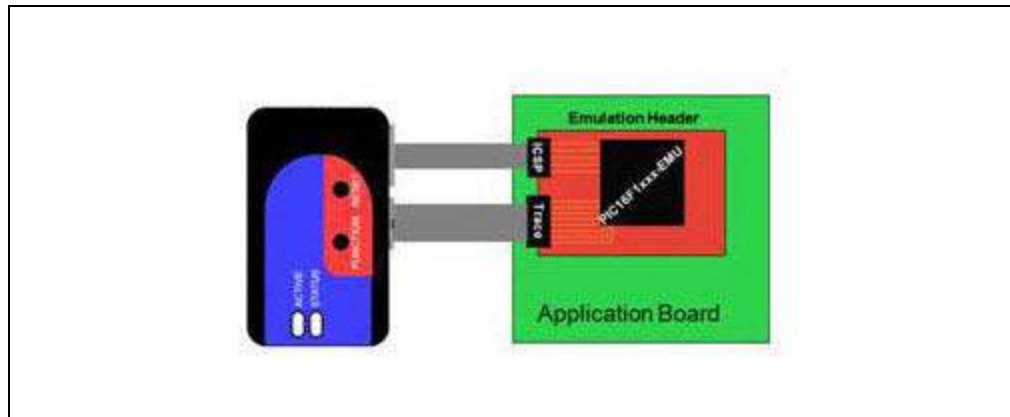 Emulation Header
ICSP
Trace
PIC16F1xxx-EMU
Application Board
FUNCTION RESET
ACTIVE
STATUS